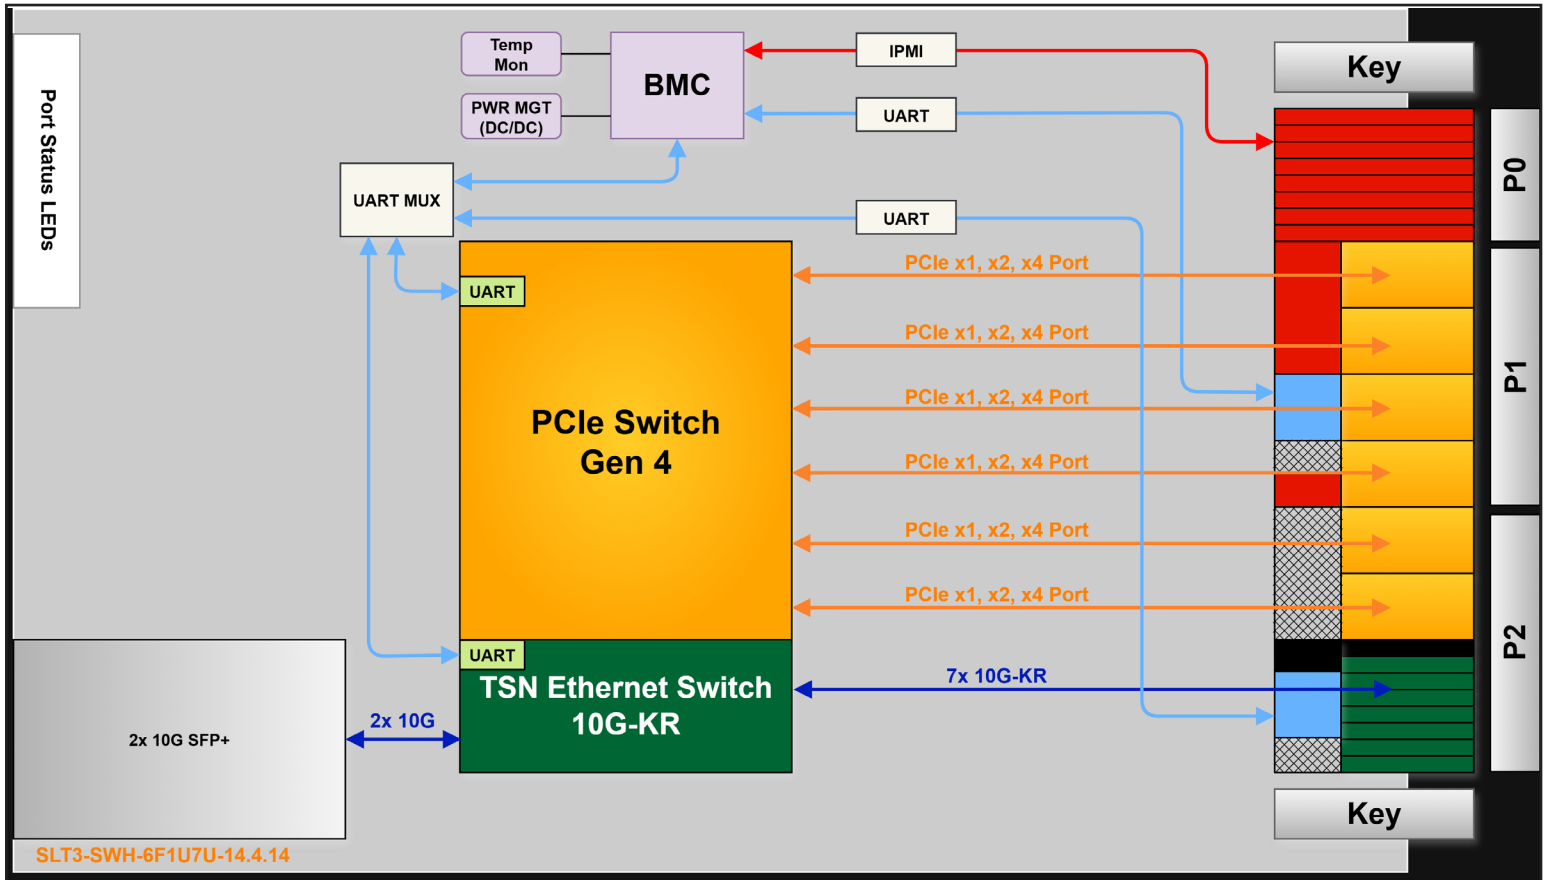 Temp
Mon
PWR MGT
(DC/DC)
BMC
IPMI
UART
UART MUX
UART
Port Status LEDs
Key
P0
P1
P2
UART
PCIe Switch
Gen 4
PCIe x1, x2, x4 Port
PCIe x1, x2, x4 Port
PCIe x1, x2, x4 Port
PCIe x1, x2, x4 Port
PCIe x1, x2, x4 Port
PCIe x1, x2, x4 Port
UART
TSN Ethernet Switch
10G-KR
7x 10G-KR
2x 10G
2x 10G SFP+
Key
SLT3-SWH-6F1U7U-14.4.14